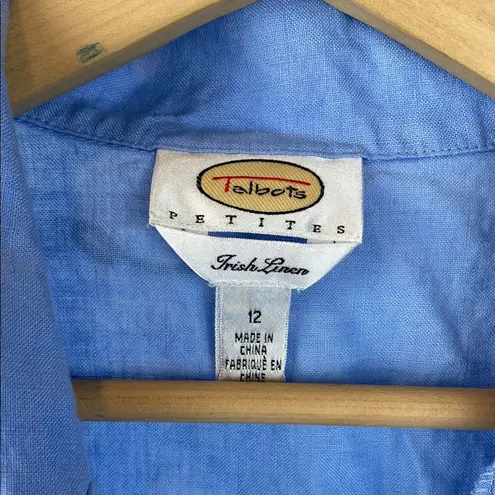 Talbots
PETITES
Irish Linen
12
MADE IN
CHINA
FABRIQUÉ EN
CHINE